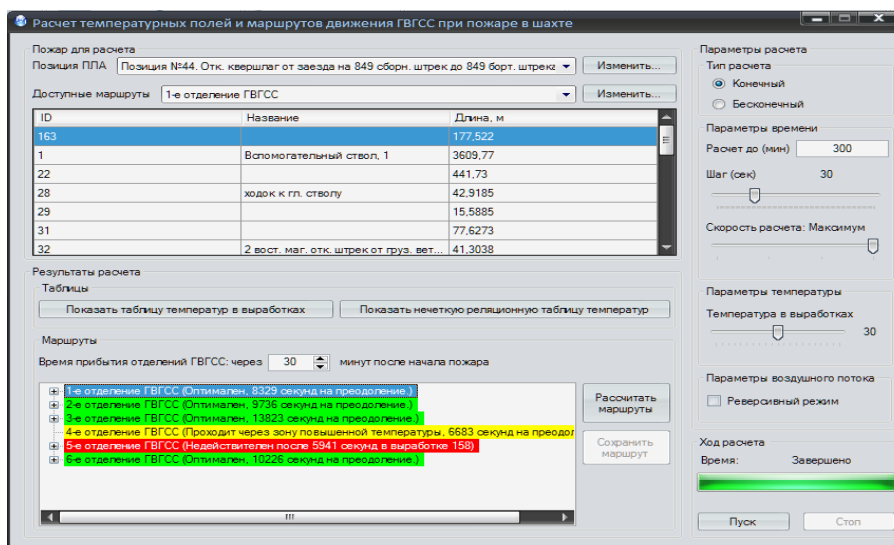 Расчет температурных полей и маршрутов движения ГВГСС при пожаре в шахте
Пожар для расчета
Позиция ПЛА Позиция №44. Отк. квершлаг от заезда на 849 сборн. штрек до 849 борт. штрека Изменить...
Доступные маршруты 1-е отделение ГВГСС Изменить...
ID Название Длина, м
163 177,522
1 Вспомогательный ствол, 1 3609,77
22 441,73
28 ходок к гл. стволу 42,9185
29 15,5885
31 77,6273
32 2 вост. маг. отк. штрек от груз. вет... 41,3038
Результаты расчета
Таблицы
Показать таблицу температур в выработках Показать нечеткую реляционную таблицу температур
Маршруты
Время прибытия отделений ГВГСС: через 30 минут после начала пожара
1-е отделение ГВГСС (Оптимален, 8329 секунд на преодоление.)
2-е отделение ГВГСС (Оптимален, 9736 секунд на преодоление.)
3-е отделение ГВГСС (Оптимален, 13823 секунд на преодоление.)
4-е отделение ГВГСС (Проходит через зону повышенной температуры, 6683 секунд на преодол
5-е отделение ГВГСС (Недействителен после 5941 секунд в выработке 158)
6-е отделение ГВГСС (Оптимален, 10226 секунд на преодоление.)
Рассчитать маршруты
Сохранить маршрут
Параметры расчета
Тип расчета
Конечный
Бесконечный
Параметры времени
Расчет до (мин) 300
Шаг (сек) 30
Скорость расчета: Максимум
Параметры температуры
Температура в выработках
30
Параметры воздушного потока
Реверсивный режим
Ход расчета
Время: Завершено
Пуск Стоп